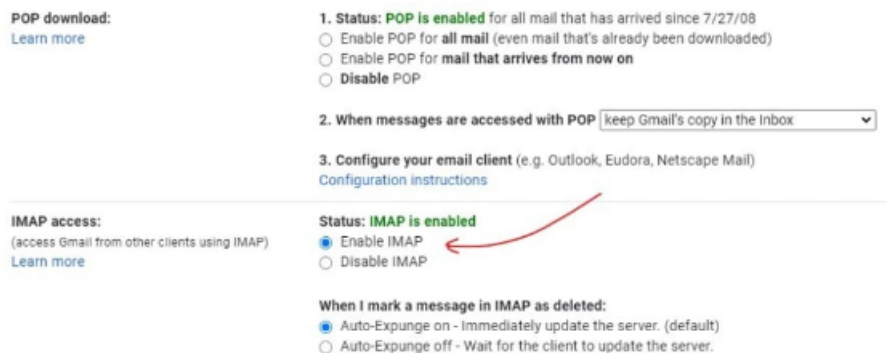 POP download:
Learn more
1. Status: POP is enabled for all mail that has arrived since 7/27/08
Enable POP for all mail (even mail that's already been downloaded)
Enable POP for mail that arrives from now on
Disable POP
2. When messages are accessed with POP keep Gmail's copy in the Inbox
3. Configure your email client (e.g. Outlook, Eudora, Netscape Mail)
Configuration instructions
IMAP access:
(access Gmail from other clients using IMAP)
Learn more
Status: IMAP is enabled
Enable IMAP
Disable IMAP
When I mark a message in IMAP as deleted:
Auto-Expunge on - Immediately update the server. (default)
Auto-Expunge off - Wait for the client to update the server.